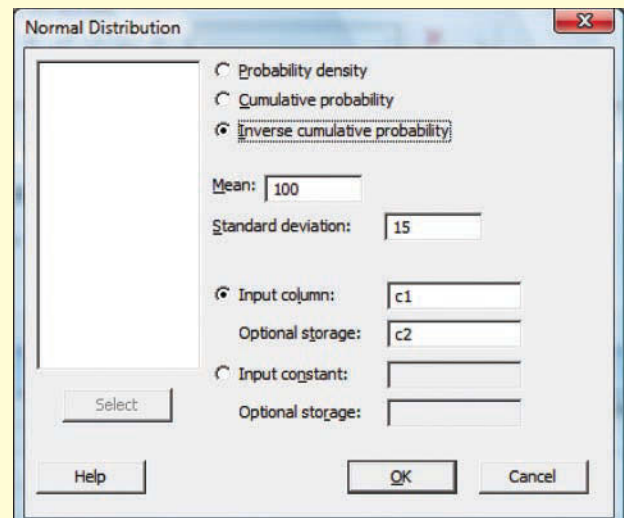 Normal Distribution
Probability density
Cumulative probability
Inverse cumulative probability
Mean: 100
Standard deviation: 15
Input column: c1
Optional storage: c2
Input constant:
Select
Optional storage:
Help OK Cancel